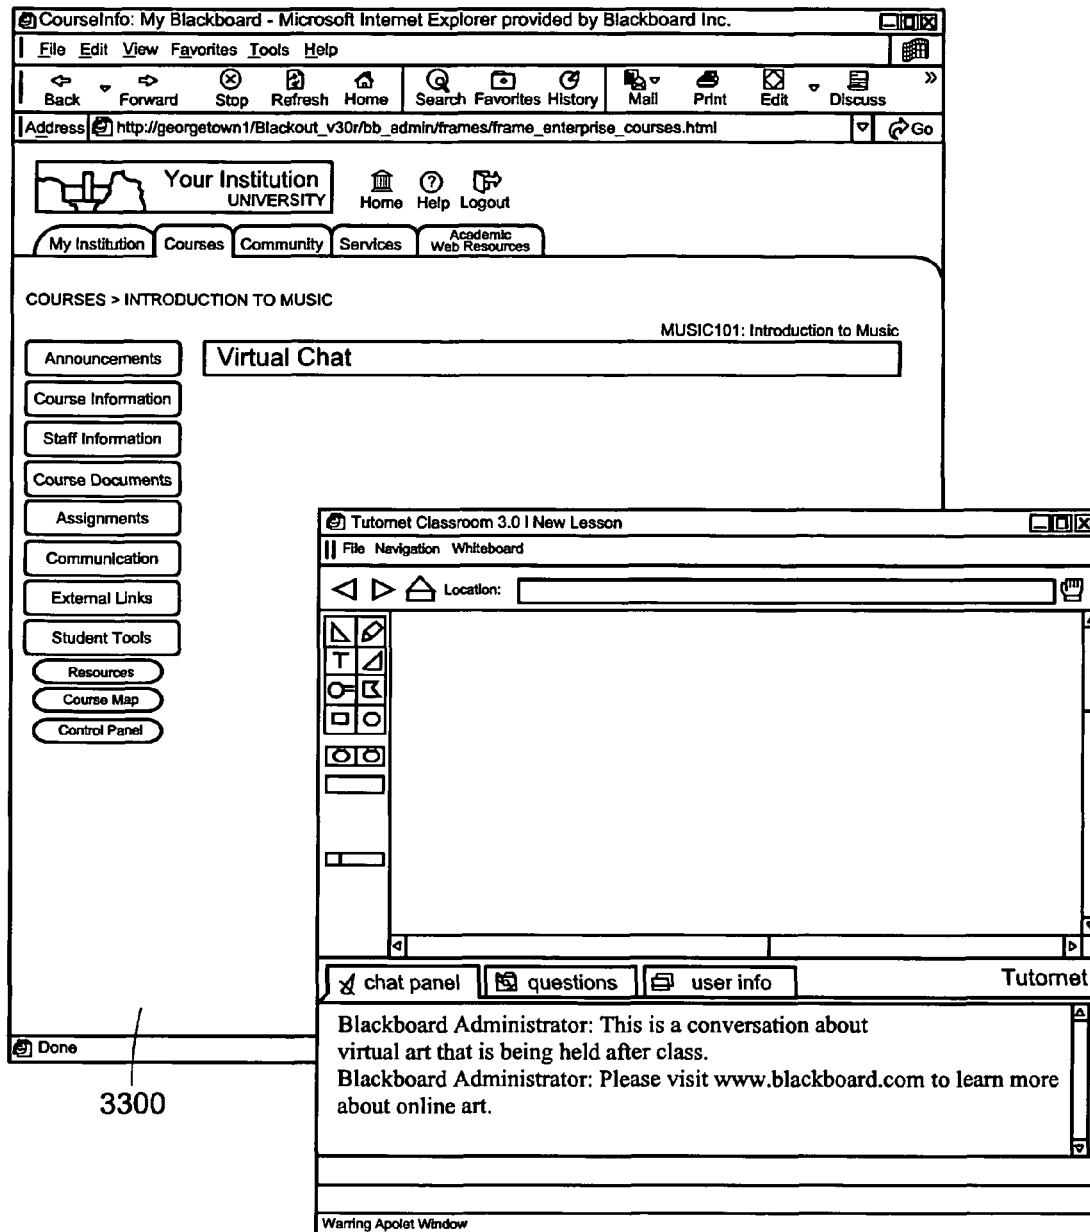 CourseInfo: My Blackboard - Microsoft Internet Explorer provided by Blackboard Inc.
File Edit View Favorites Tools Help
Back Forward Stop Refresh Home Search Favorites History Mail Print Edit Discuss »
Address http://georgetown1/Blackout_v30r/bb_admin/frames/frame_enterprise_courses.html Go
Your Institution
UNIVERSITY
Home Help Logout
My Institution Courses Community Services Academic Web Resources
COURSES > INTRODUCTION TO MUSIC
MUSIC101: Introduction to Music
Virtual Chat
Announcements
Course Information
Staff Information
Course Documents
Assignments
Communication
External Links
Student Tools
Resources
Course Map
Control Panel
Done
3300
Tutornet Classroom 3.0 I New Lesson
File Navigation Whiteboard
Location:
T
chat panel questions user info Tutornet
Blackboard Administrator: This is a conversation about
virtual art that is being held after class.
Blackboard Administrator: Please visit www.blackboard.com to learn more
about online art.
Warring Apolet Window